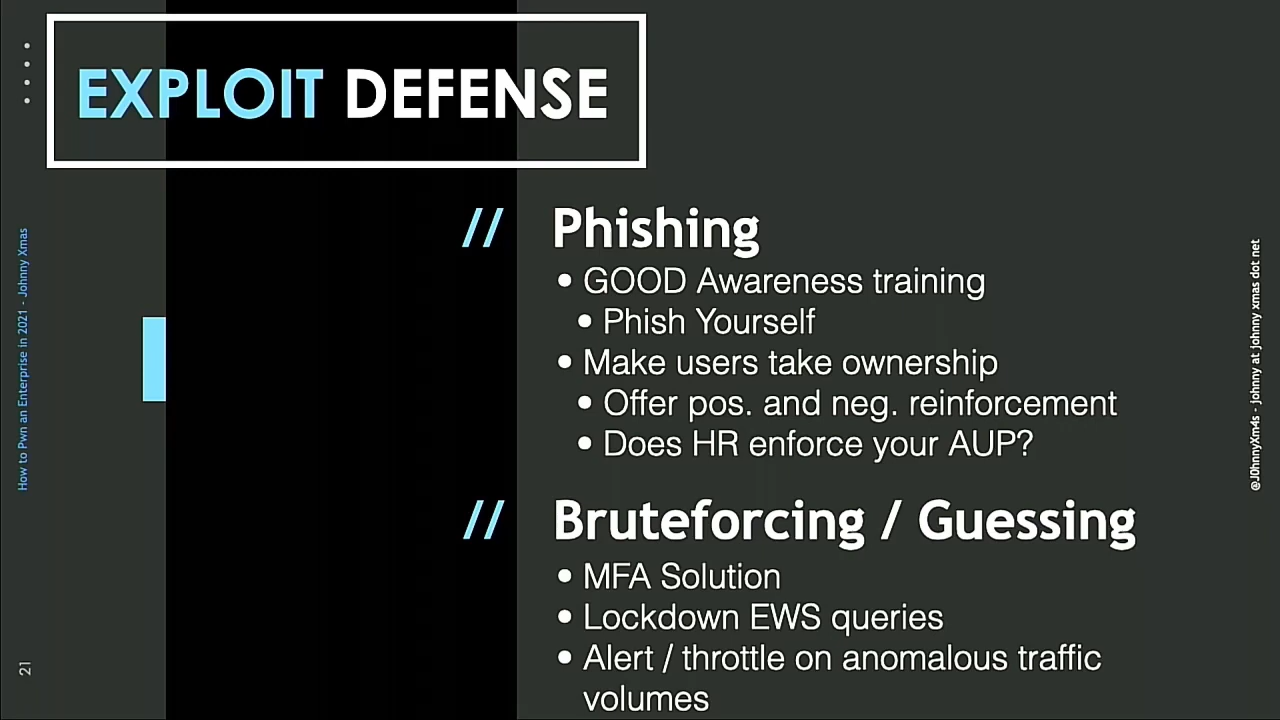 EXPLOIT DEFENSE
// Phishing
• GOOD Awareness training
• Phish Yourself
• Make users take ownership
• Offer pos. and neg. reinforcement
• Does HR enforce your AUP?
// Bruteforcing / Guessing
• MFA Solution
• Lockdown EWS queries
• Alert / throttle on anomalous traffic
volumes
How to Pwn an Enterprise in 2021 - Johnny Xmas
21
@J0hnnyXm4s - johnny at johnny xmas dot net